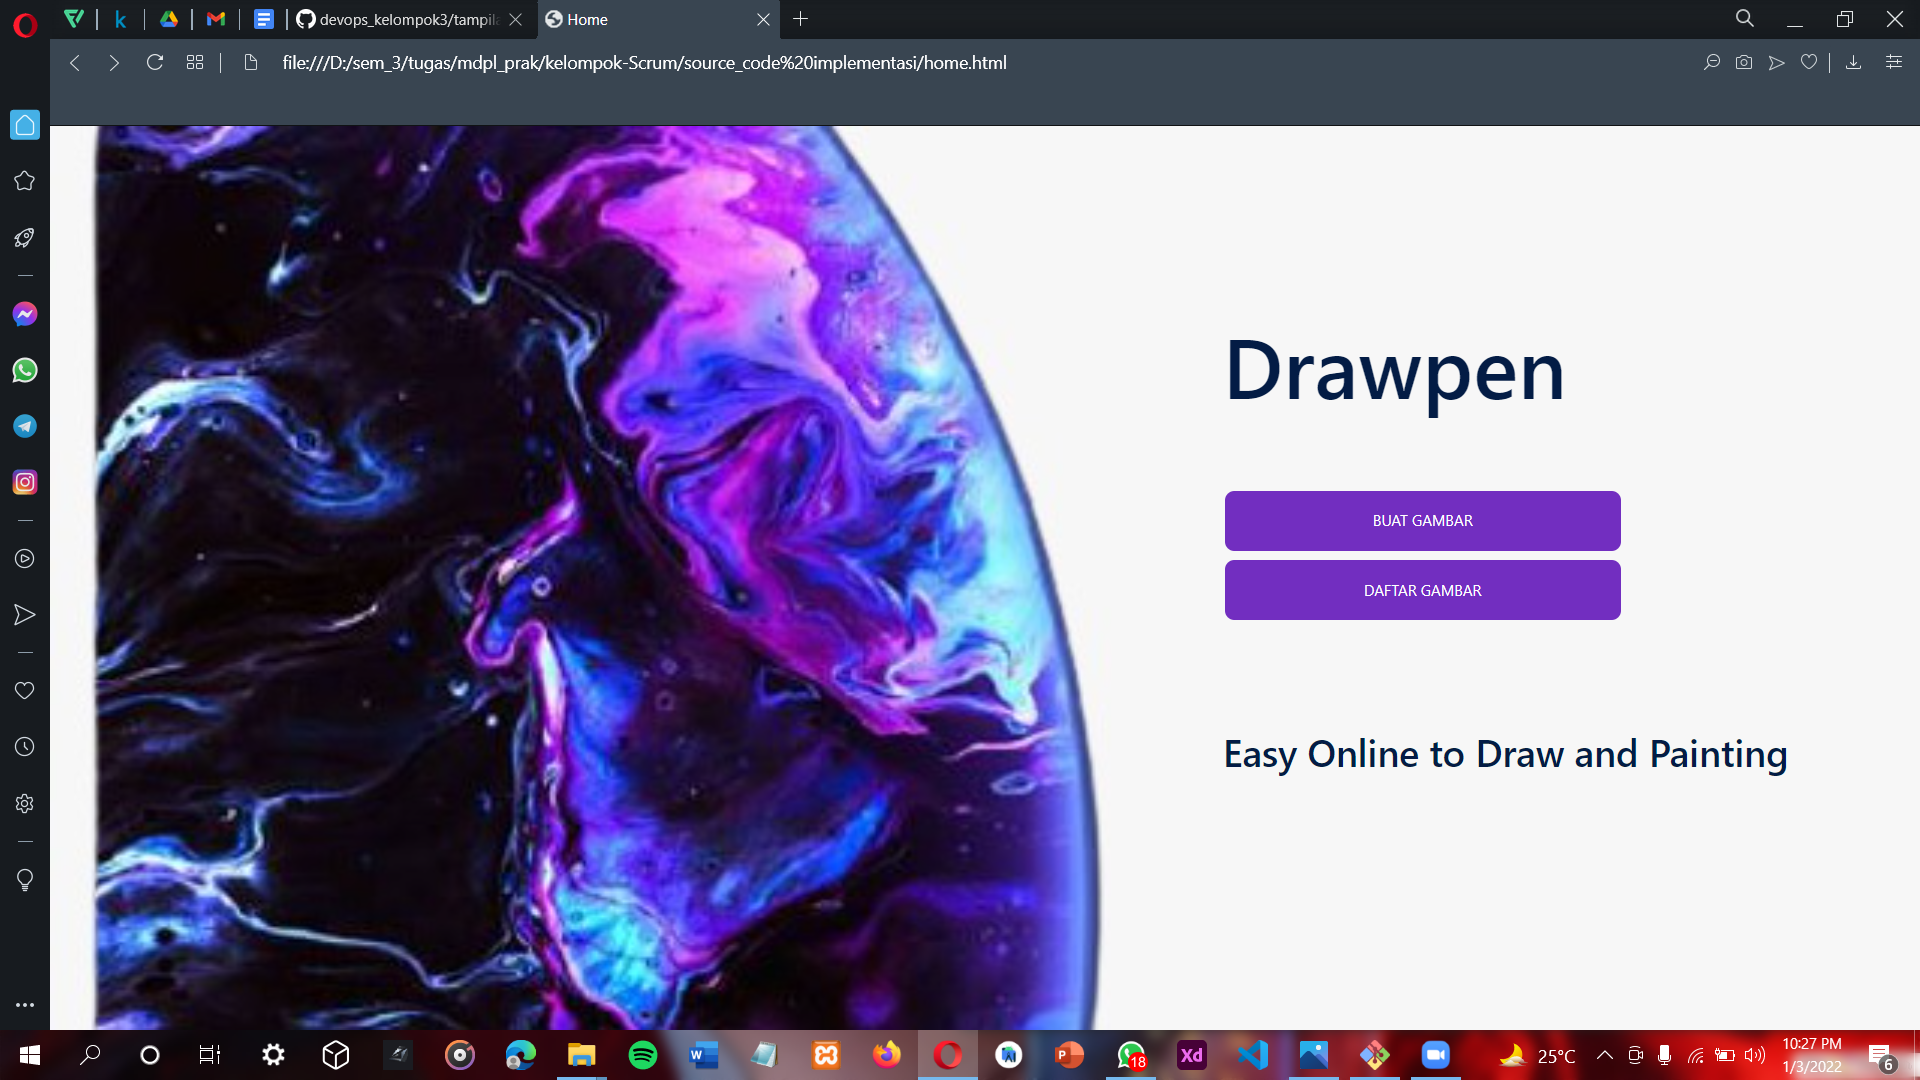 devops_kelompok3/tampila
Home
file:///D:/sem_3/tugas/mdpl_prak/kelompok-Scrum/source_code%20implementasi/home.html
Drawpen
BUAT GAMBAR
DAFTAR GAMBAR
Easy Online to Draw and Painting
18
Xd
25°C
10:27 PM
1/3/2022
6